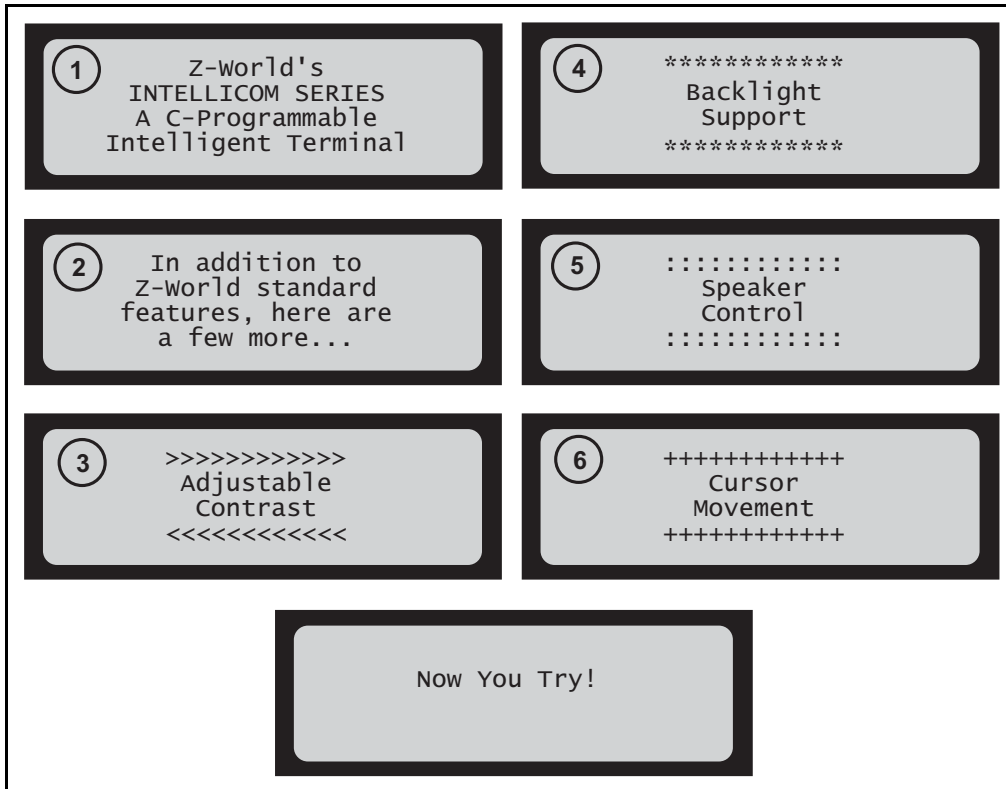 1
Z-World's
INTELLICOM SERIES
A C-Programmable
Intelligent Terminal
2
In addition to
Z-World standard
features, here are
a few more...
3
>>>>>>>>>>>>
Adjustable
Contrast
<<<<<<<<<<<<
4
************
Backlight
Support
************
5
::::::::::::
Speaker
Control
::::::::::::
6
++++++++++++
Cursor
Movement
++++++++++++
Now You Try!